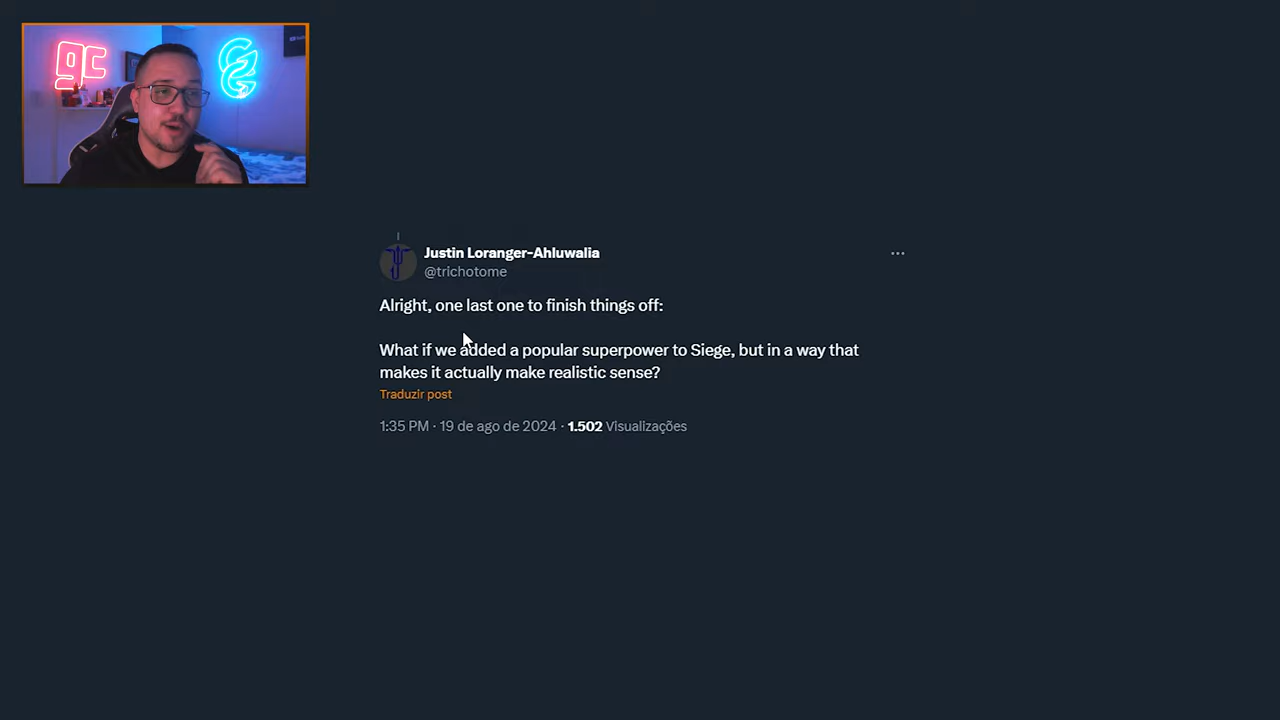 gc
Justin Loranger-Ahluwalia
@trichotome
Alright, one last one to finish things off:
What if we added a popular superpower to Siege, but in a way that
makes it actually make realistic sense?
Traduzir post
1:35 PM · 19 de ago de 2024 · 1.502 Visualizações